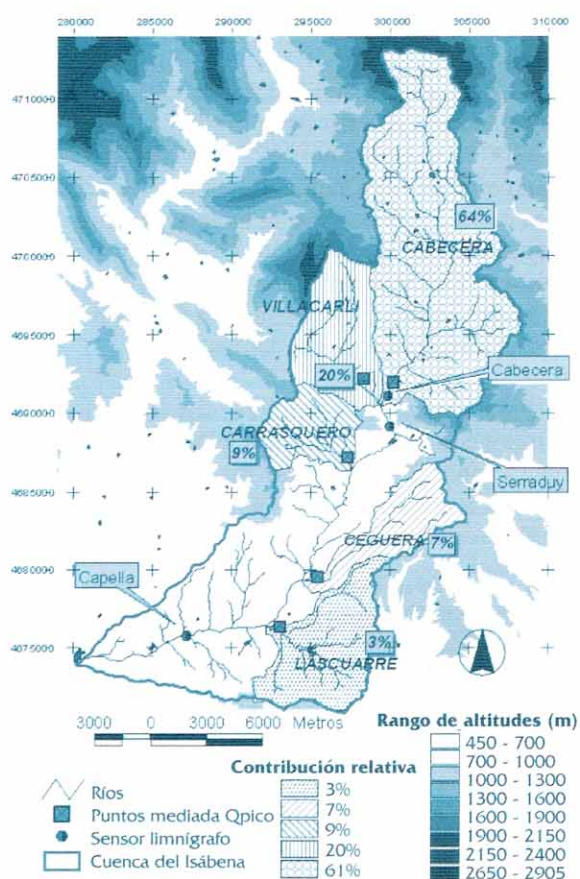 280000 285000 290000 295000 300000 305000 310000
4710000
4705000
4700000
4695000
4690000
4685000
4680000
4675000
64%
CABECERA
VILLACARLI
20%
Cabecera
CARRASQUERO
9%
Serraduy
CEGUERA
7%
Capella
3%
LASCUARRE
3000 0 3000 6000 Metros
Rango de altitudes (m)
450 - 700
700 - 1000
1000 - 1300
1300 - 1600
1600 - 1900
1900 - 2150
2150 - 2400
2650 - 2905
Contribución relativa
3%
7%
9%
20%
61%
Ríos
Puntos mediada Qpico
Sensor limnígrafo
Cuenca del Isábena